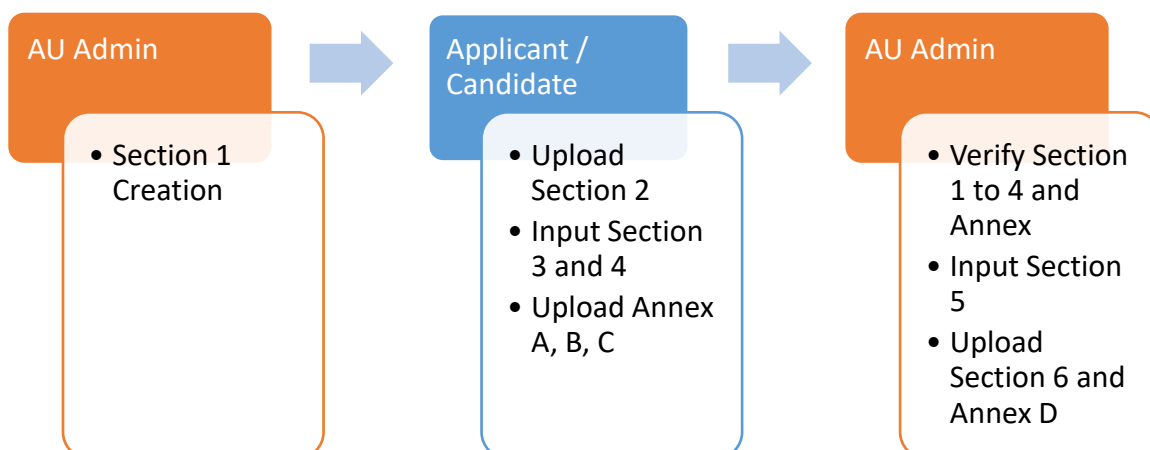 AU Admin
• Section 1
Creation
Applicant /
Candidate
• Upload
Section 2
• Input Section
3 and 4
• Upload Annex
A, B, C
AU Admin
• Verify Section
1 to 4 and
Annex
• Input Section
5
• Upload
Section 6 and
Annex D